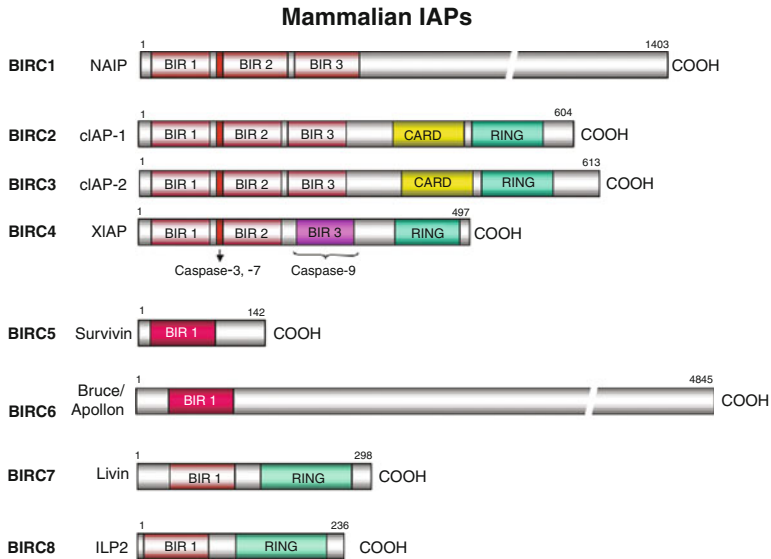 Mammalian IAPs
1 1403
BIRC1 NAIP BIR 1 BIR 2 BIR 3 COOH
1 604
BIRC2 cIAP-1 BIR 1 BIR 2 BIR 3 CARD RING COOH
1 613
BIRC3 cIAP-2 BIR 1 BIR 2 BIR 3 CARD RING COOH
1 497
BIRC4 XIAP BIR 1 BIR 2 BIR 3 RING COOH
Caspase-3, -7 Caspase-9
1 142
BIRC5 Survivin BIR 1 COOH
1 4845
BIRC6 Bruce/
Apollon BIR 1 COOH
1 298
BIRC7 Livin BIR 1 RING COOH
1 236
BIRC8 ILP2 BIR 1 RING COOH